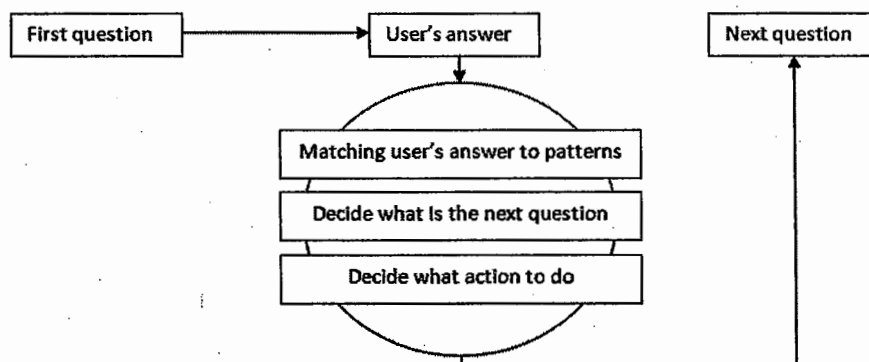 First question
User's answer
Next question
Matching user's answer to patterns
Decide what is the next question
Decide what action to do